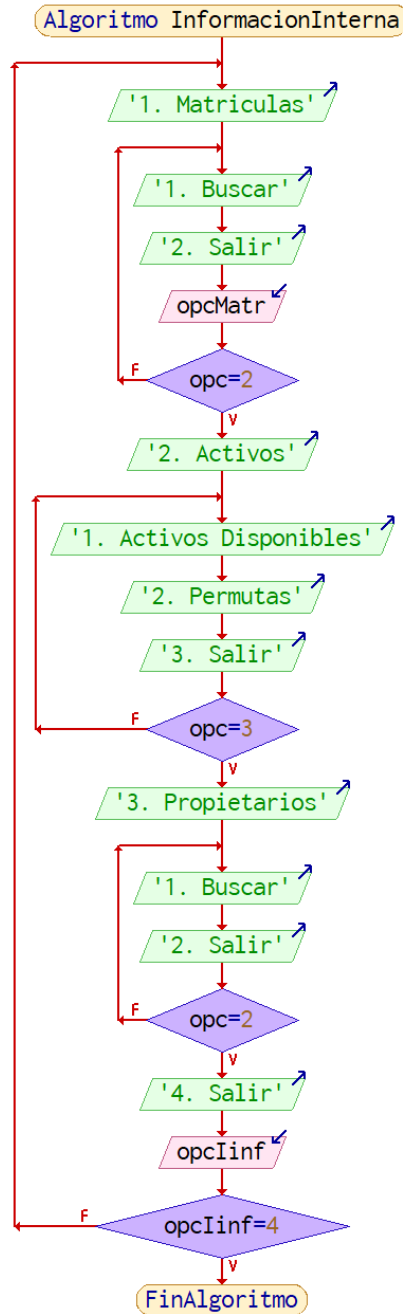 Algoritmo InformacionInterna
'1. Matriculas'
'1. Buscar'
'2. Salir'
opcMatr
F
opc=2
V
'2. Activos'
'1. Activos Disponibles'
'2. Permutas'
'3. Salir'
F
opc=3
V
'3. Propietarios'
'1. Buscar'
'2. Salir'
F
opc=2
V
'4. Salir'
opcIinf
F
opcIinf=4
V
FinAlgoritmo